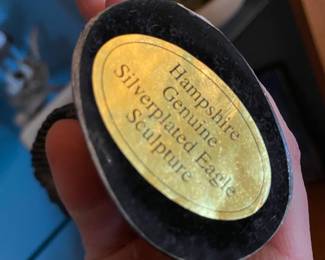 Hampshire
Genuine
Silverplated Eagle
Sculpture